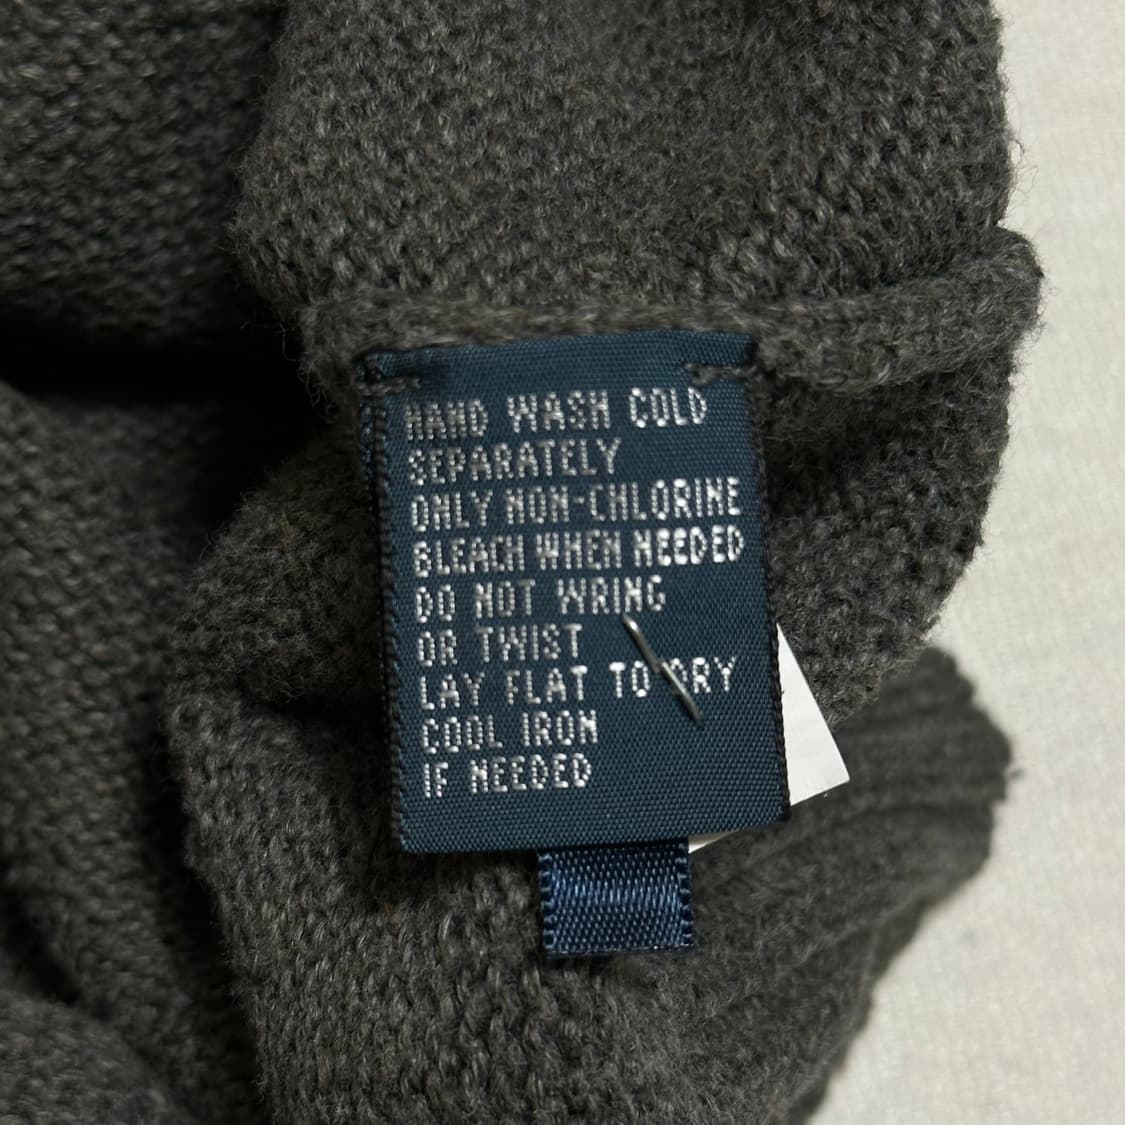 HAND WASH COLD
SEPARATELY
ONLY NON-CHLORINE
BLEACH WHEN NEEDED
DO NOT WRING
OR TWIST
LAY FLAT TO DRY
COOL IRON
IF NEEDED